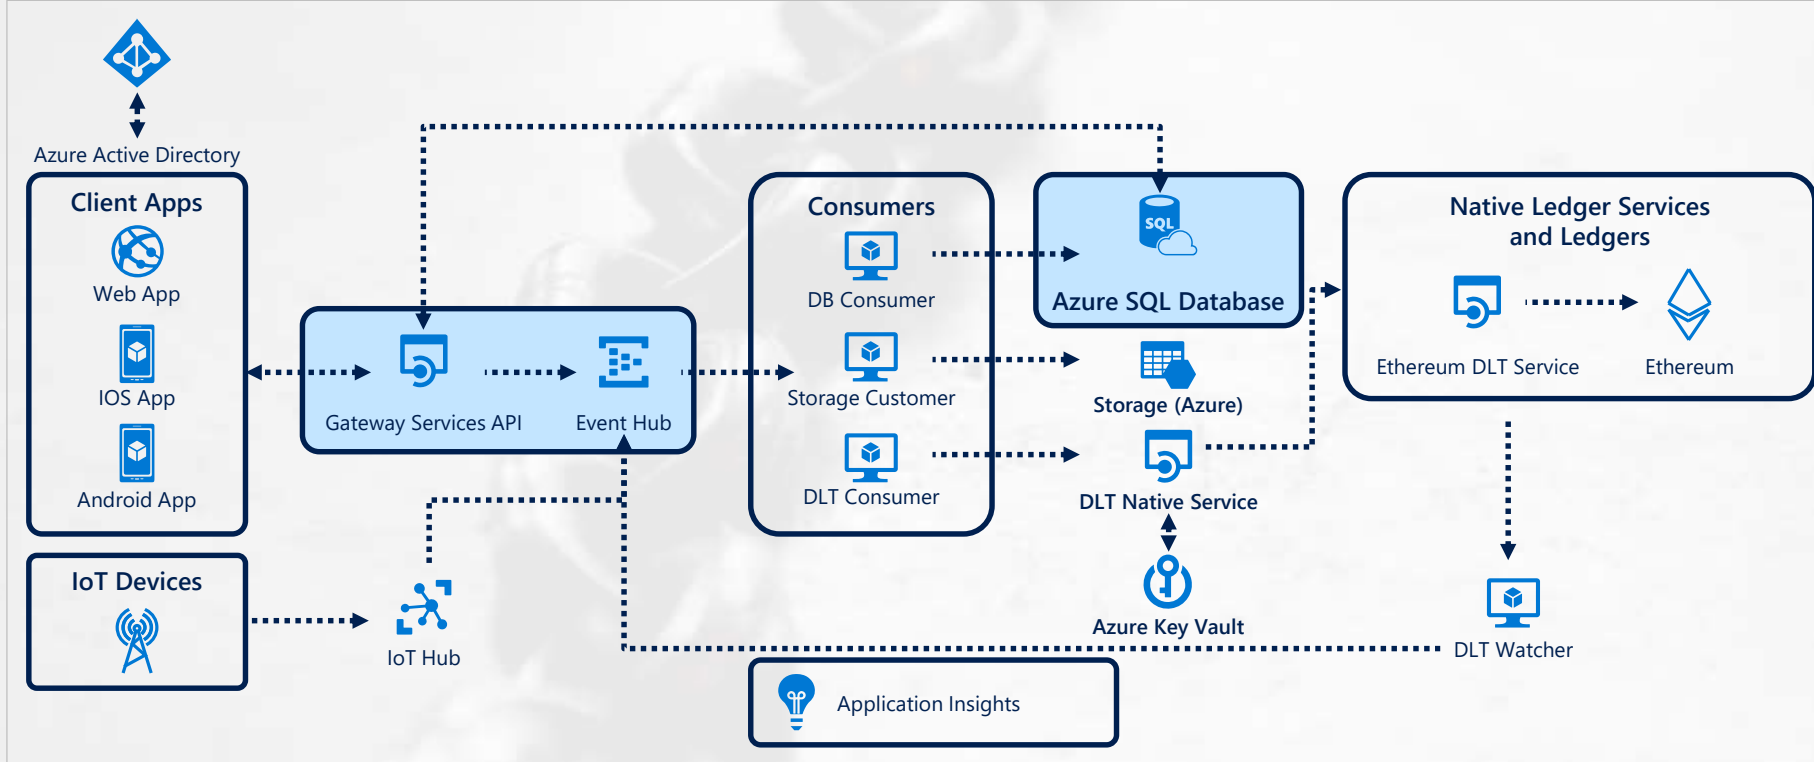 Azure Active Directory
Client Apps
Web App
IOS App
Android App
IoT Devices
Gateway Services API
Event Hub
IoT Hub
Consumers
DB Consumer
Storage Customer
DLT Consumer
SQL
Azure SQL Database
Storage (Azure)
DLT Native Service
Azure Key Vault
Native Ledger Services
and Ledgers
Ethereum DLT Service
Ethereum
DLT Watcher
Application Insights